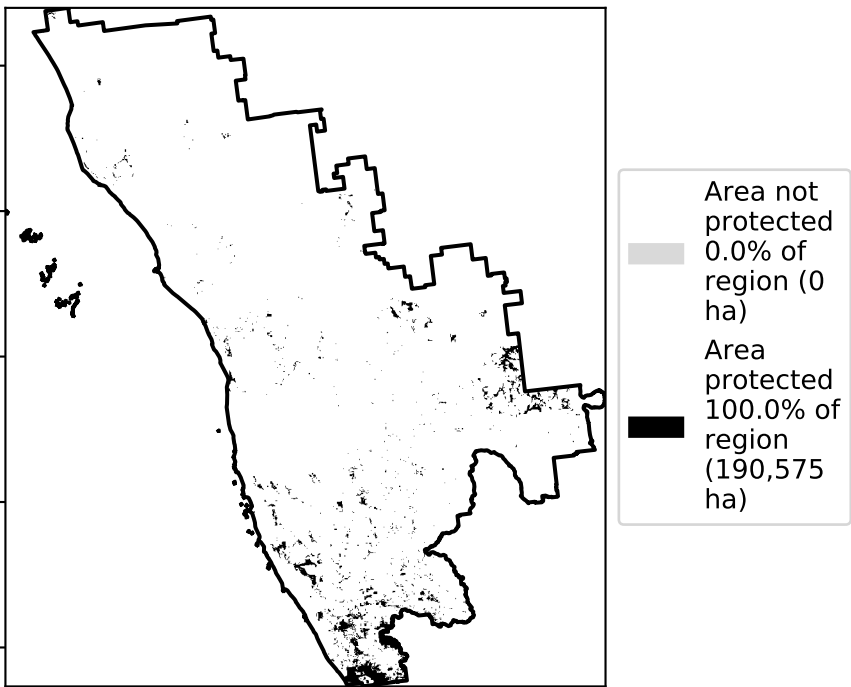 Area not
protected
0.0% of
region (0
ha)
Area
protected
100.0% of
region
(190,575
ha)